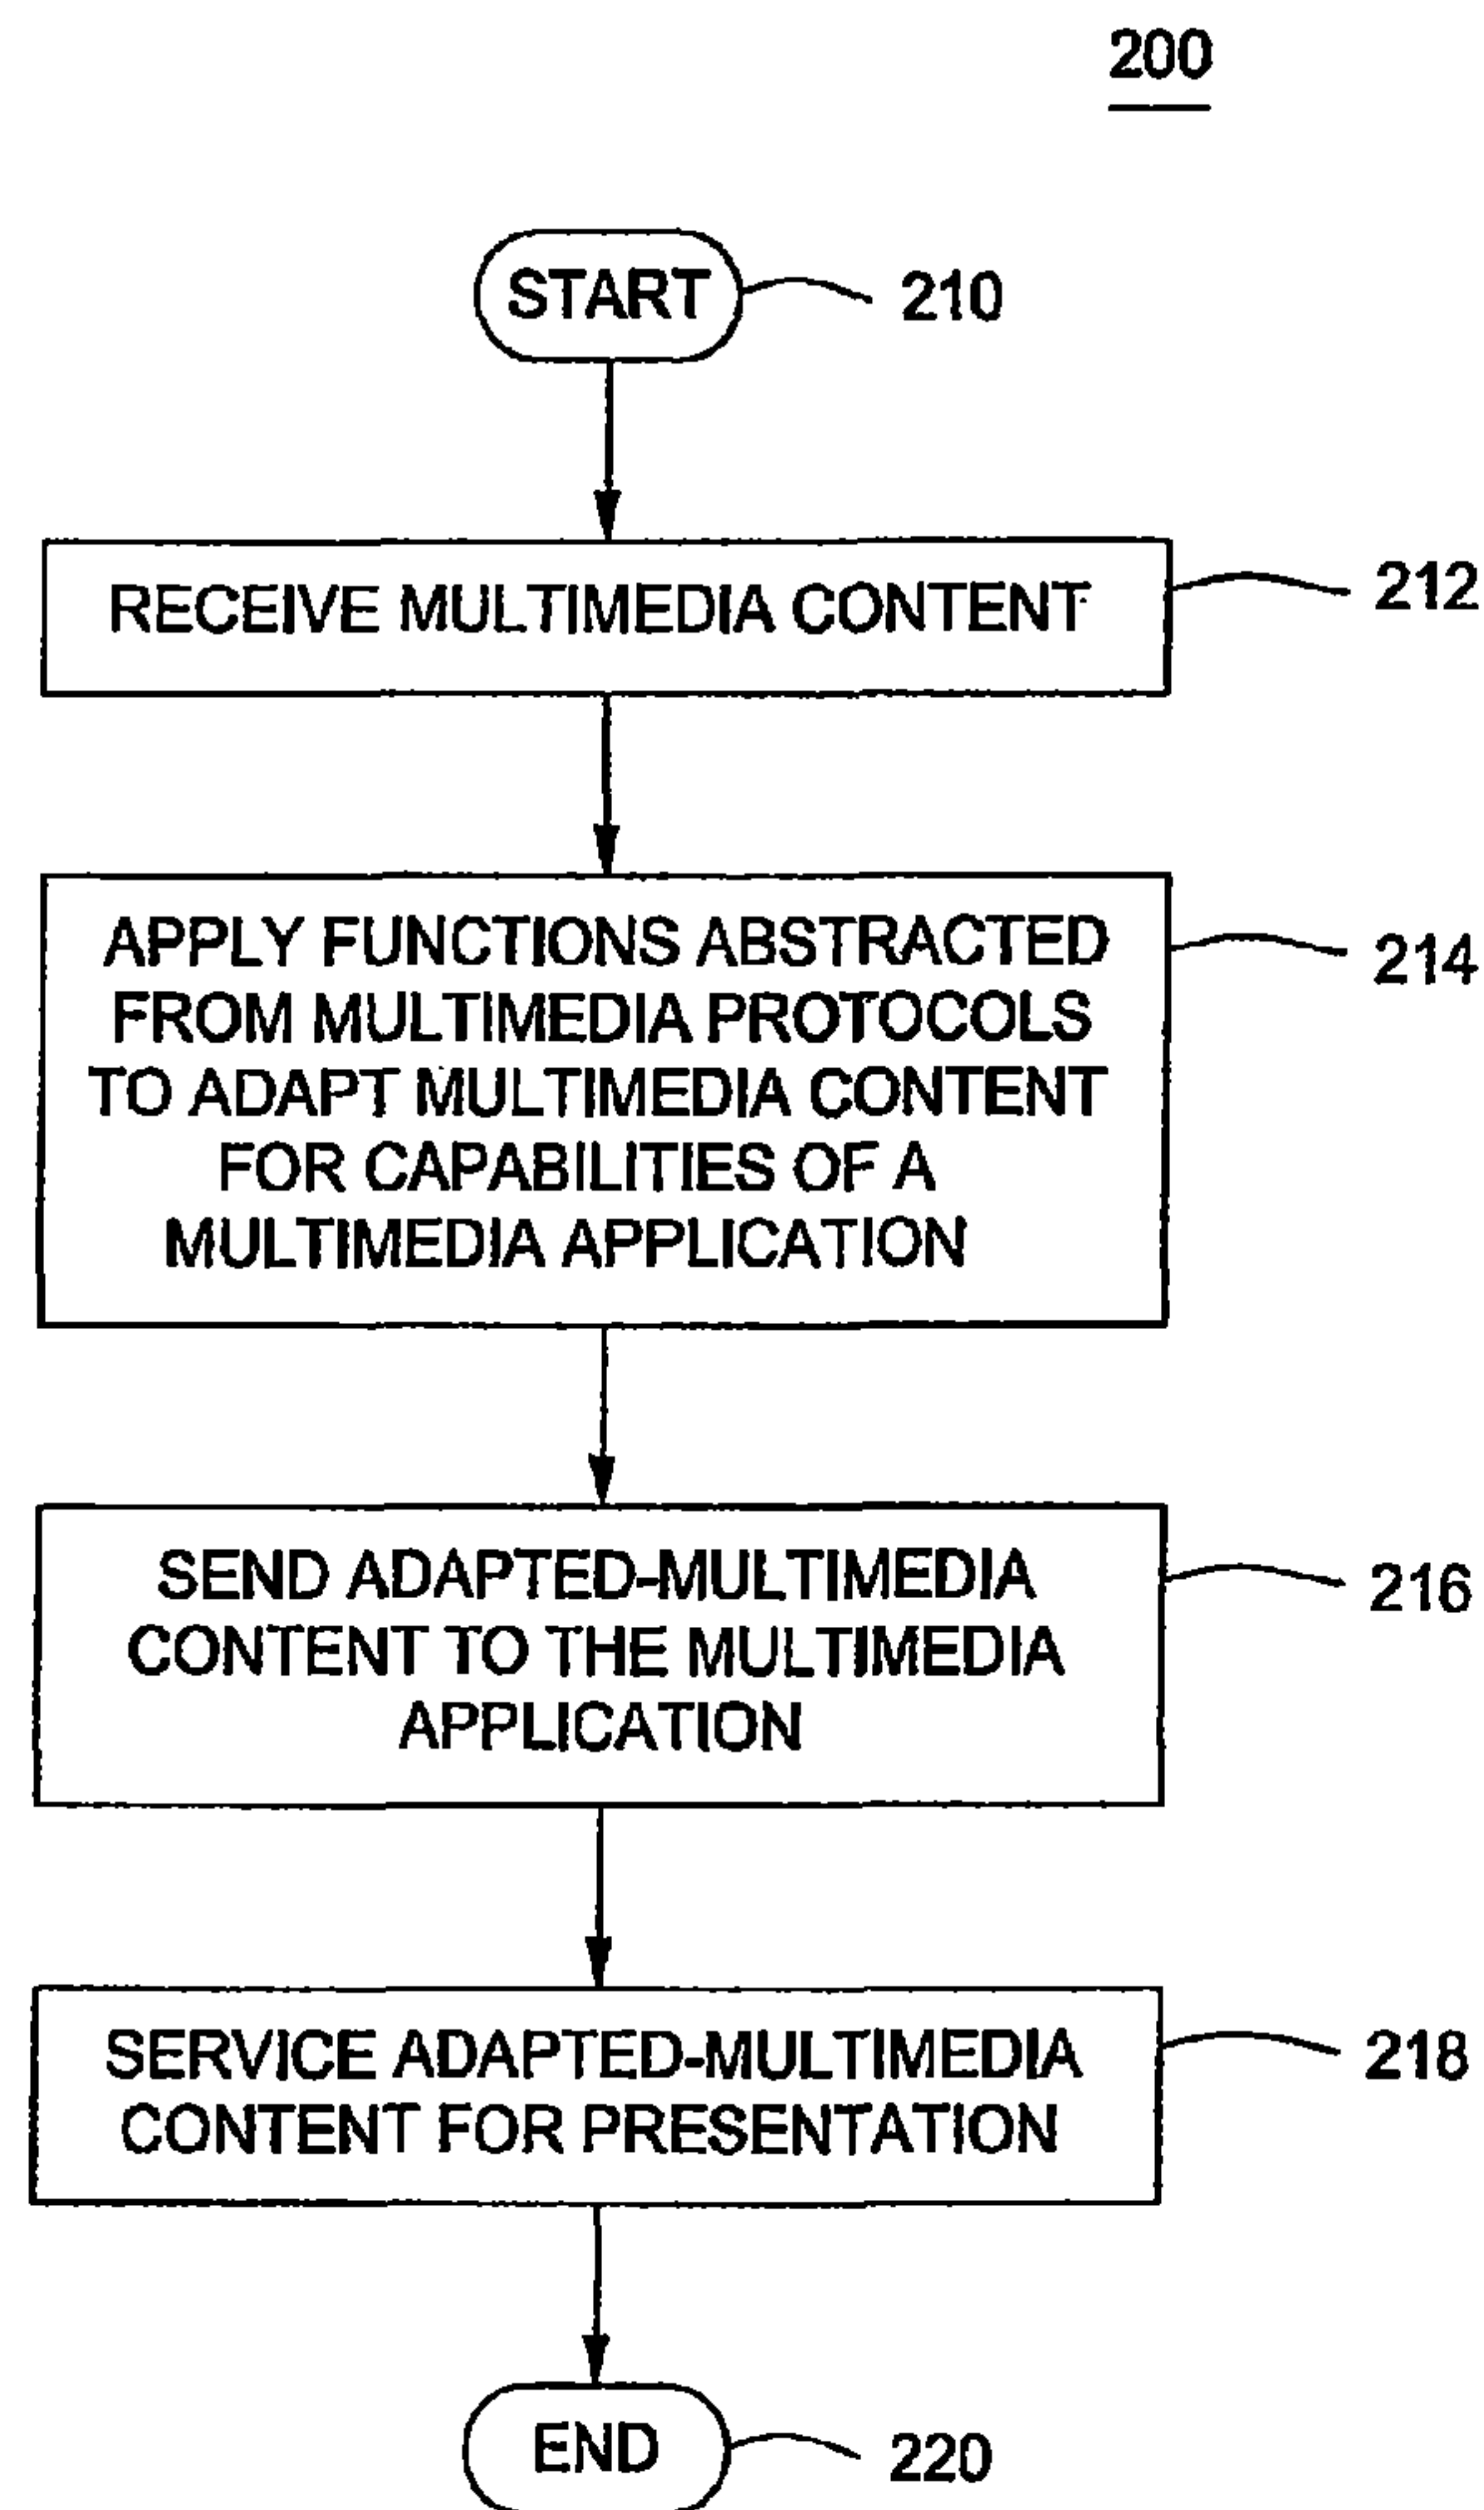 200
START
210
RECEIVE MULTIMEDIA CONTENT
212
APPLY FUNCTIONS ABSTRACTED
FROM MULTIMEDIA PROTOCOLS
TO ADAPT MULTIMEDIA CONTENT
FOR CAPABILITIES OF A
MULTIMEDIA APPLICATION
214
SEND ADAPTED-MULTIMEDIA
CONTENT TO THE MULTIMEDIA
APPLICATION
216
SERVICE ADAPTED-MULTIMEDIA
CONTENT FOR PRESENTATION
218
END
220